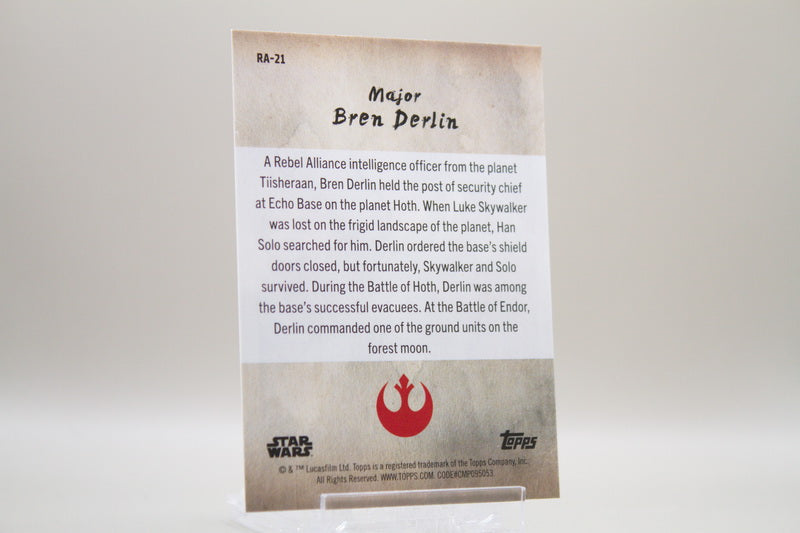 RA-21
Major
Bren Derlin
A Rebel Alliance intelligence officer from the planet
Tiisheraan, Bren Derlin held the post of security chief
at Echo Base on the planet Hoth. When Luke Skywalker
was lost on the frigid landscape of the planet, Han
Solo searched for him. Derlin ordered the base's shield
doors closed, but fortunately, Skywalker and Solo
survived. During the Battle of Hoth, Derlin was among
the base's successful evacuees. At the Battle of Endor,
Derlin commanded one of the ground units on the
forest moon.
STAR
WARS
Topps
© & ™ Lucasfilm Ltd. Topps is a registered trademark of the Topps Company, Inc.
All Rights Reserved. WWW.TOPPS.COM. CODE#CMP095053